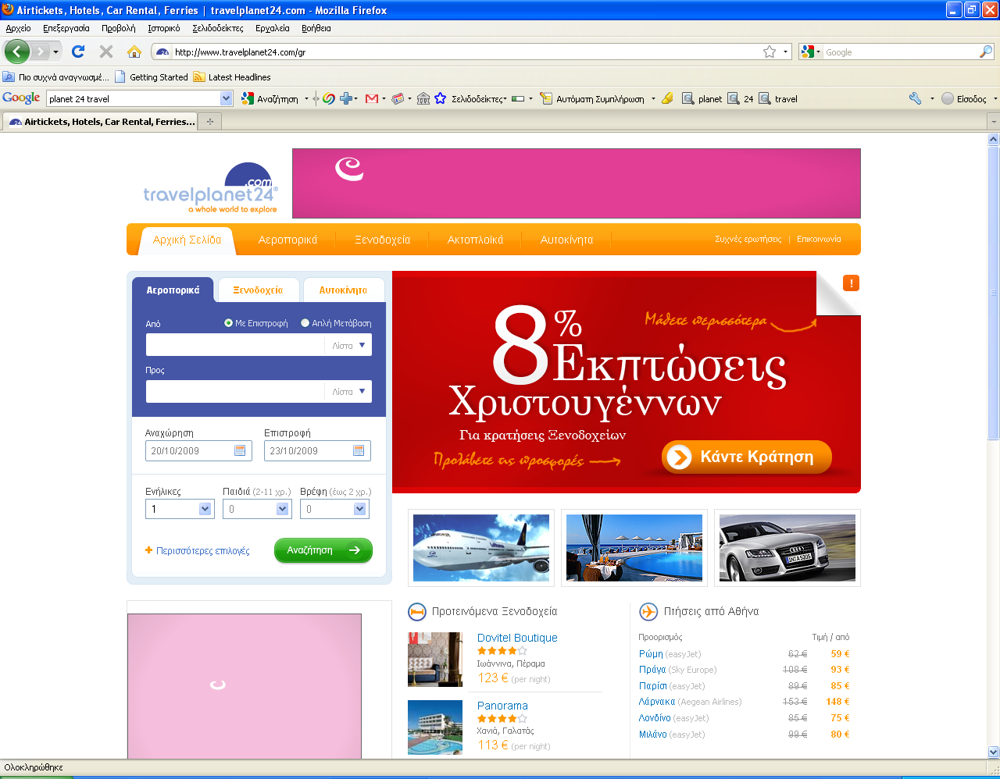 Airtickets, Hotels, Car Rental, Ferries | travelplanet24.com - Mozilla Firefox
Αρχείο Επεξεργασία Προβολή Ιστορικό Σελιδοδείκτες Εργαλεία Βοήθεια
http://www.travelplanet24.com/gr Google
Πιο συχνά αναγνωσμέ... Getting Started Latest Headlines
Google planet 24 travel Αναζήτηση Σελιδοδείκτες Αυτόματη Συμπλήρωση planet 24 travel Είσοδος
Airtickets, Hotels, Car Rental, Ferries...
.com
travelplanet24
a whole world to explore
Αρχική Σελίδα Αεροπορικά Ξενοδοχεία Ακτοπλοϊκά Αυτοκίνητα Συχνές ερωτήσεις | Επικοινωνία
Αεροπορικά Ξενοδοχεία Αυτοκίνητα
Από Με Επιστροφή Απλή Μετάβαση
Λίστα
Προς
Λίστα
Αναχώρηση Επιστροφή
20/10/2009 23/10/2009
Ενήλικες Παιδιά (2-11 χρ.) Βρέφη (έως 2 χρ.)
1 0 0
Περισσότερες επιλογές Αναζήτηση
!
Μάθετε περισσότερα
8% Εκπτώσεις
Χριστουγέννων
Για κρατήσεις Ξενοδοχείων
Προλάβετε τις προσφορές
Κάντε Κράτηση
Προτεινόμενα Ξενοδοχεία
Dovitel Boutique
Ιωάννινα, Πέραμα
123 € (per night)
Panorama
Χανιά, Γαλατάς
113 € (per night)
Πτήσεις από Αθήνα
Προορισμός Τιμή / από
Ρώμη (easyJet) 62 € 59 €
Πράγα (Sky Europe) 108 € 93 €
Παρίσι (easyJet) 89 € 85 €
Λάρνακα (Aegean Airlines) 153 € 148 €
Λονδίνο (easyJet) 85 € 75 €
Μιλάνο (easyJet) 99 € 80 €
Ολοκληρώθηκε